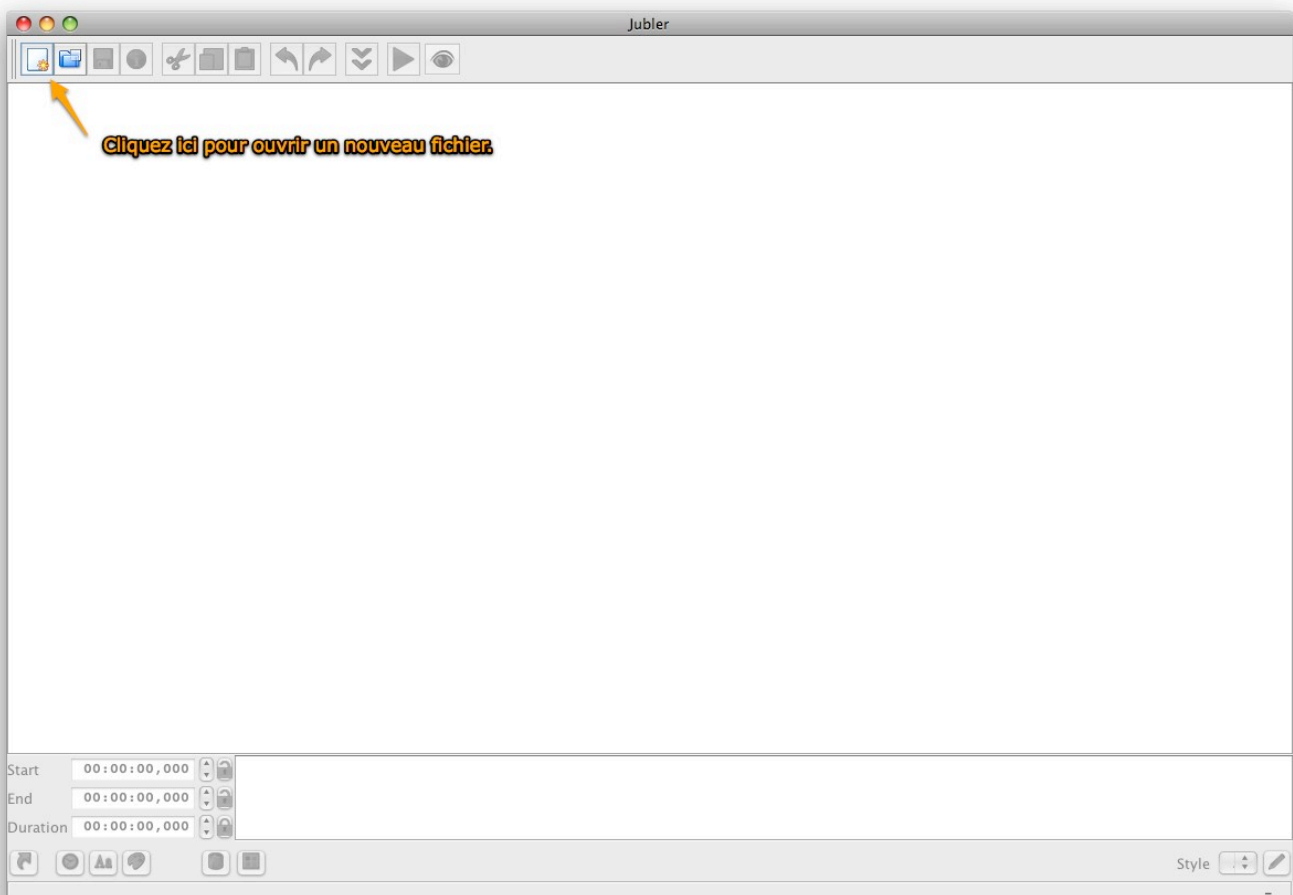 Jubler
Cliquez ici pour ouvrir un nouveau fichier.
Start 00:00:00,000
End 00:00:00,000
Duration 00:00:00,000
Aa
Style